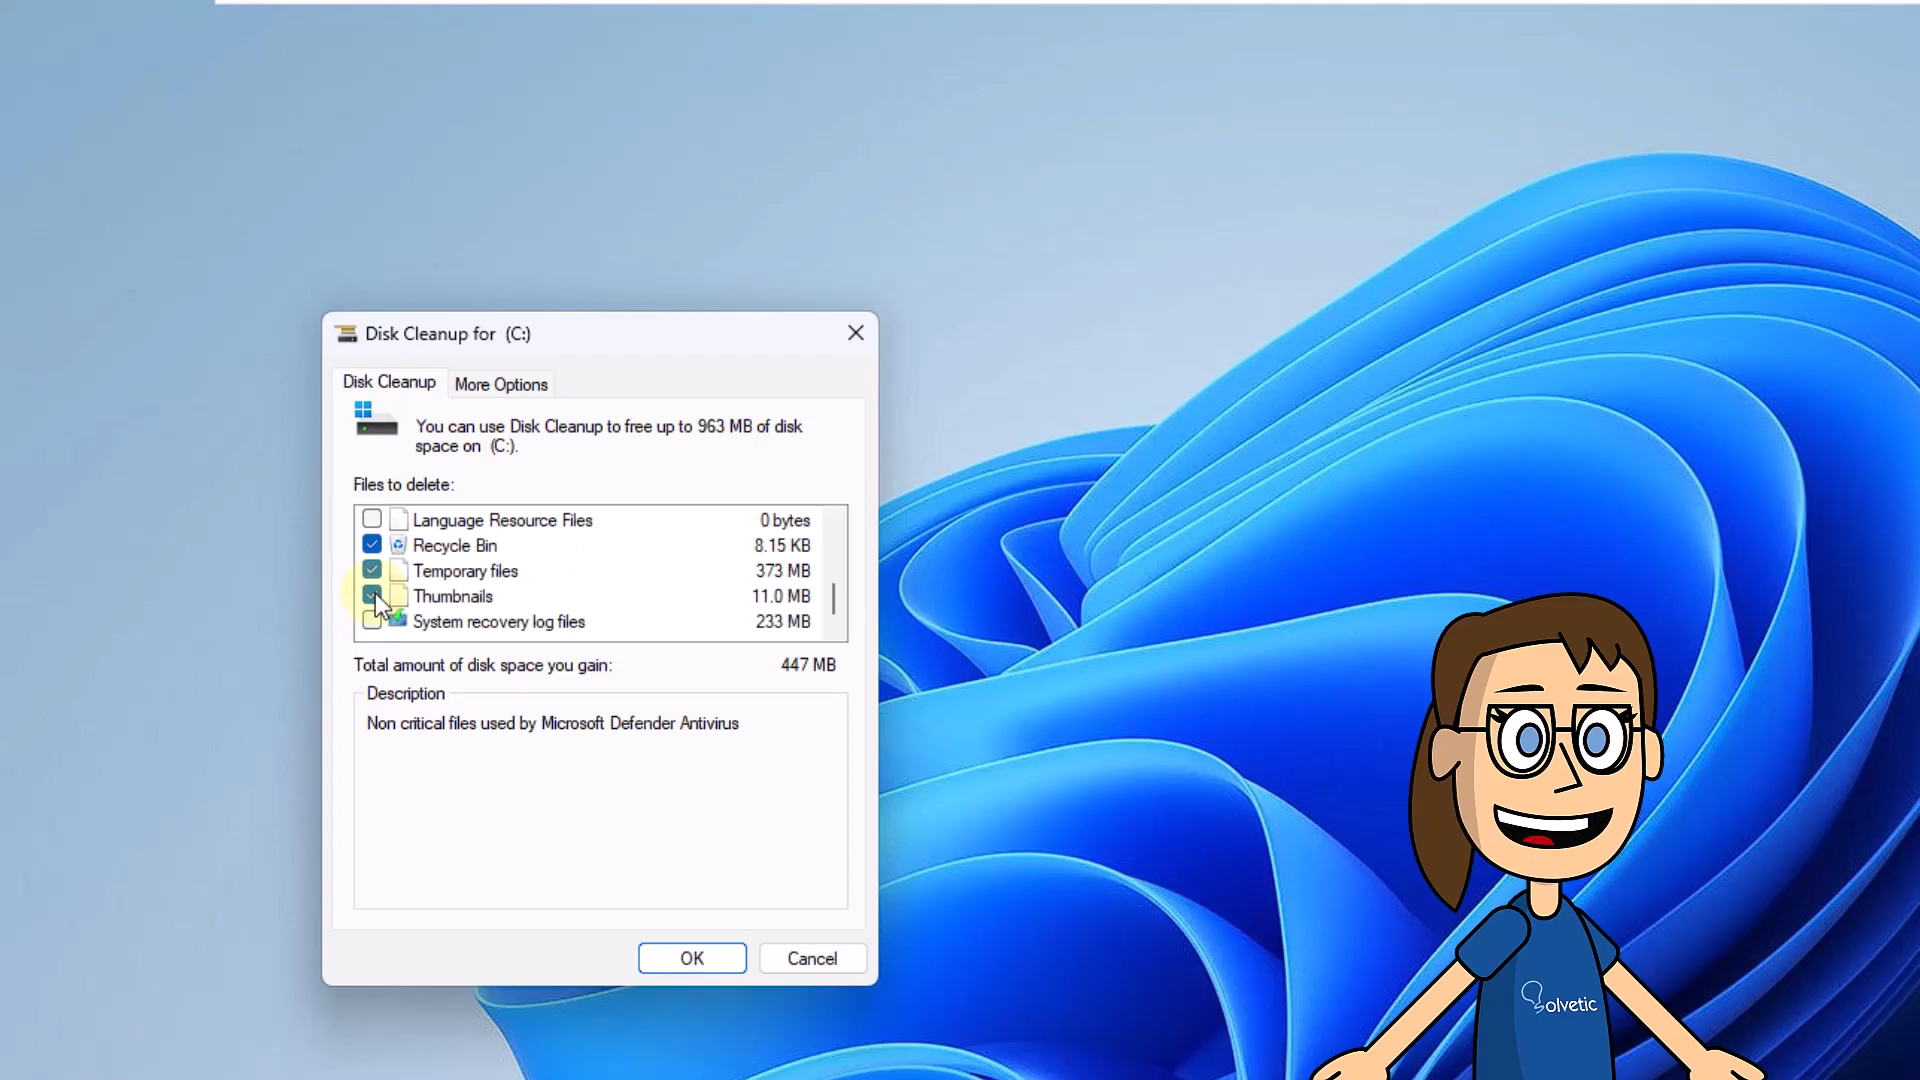 Disk Cleanup for (C:)
Disk Cleanup
More Options
You can use Disk Cleanup to free up to 963 MB of disk
space on (C:).
Files to delete:
Language Resource Files 0 bytes
Recycle Bin 8.15 KB
Temporary files 373 MB
Thumbnails 11.0 MB
System recovery log files 233 MB
Total amount of disk space you gain: 447 MB
Description
Non critical files used by Microsoft Defender Antivirus
OK
Cancel
Solvetic